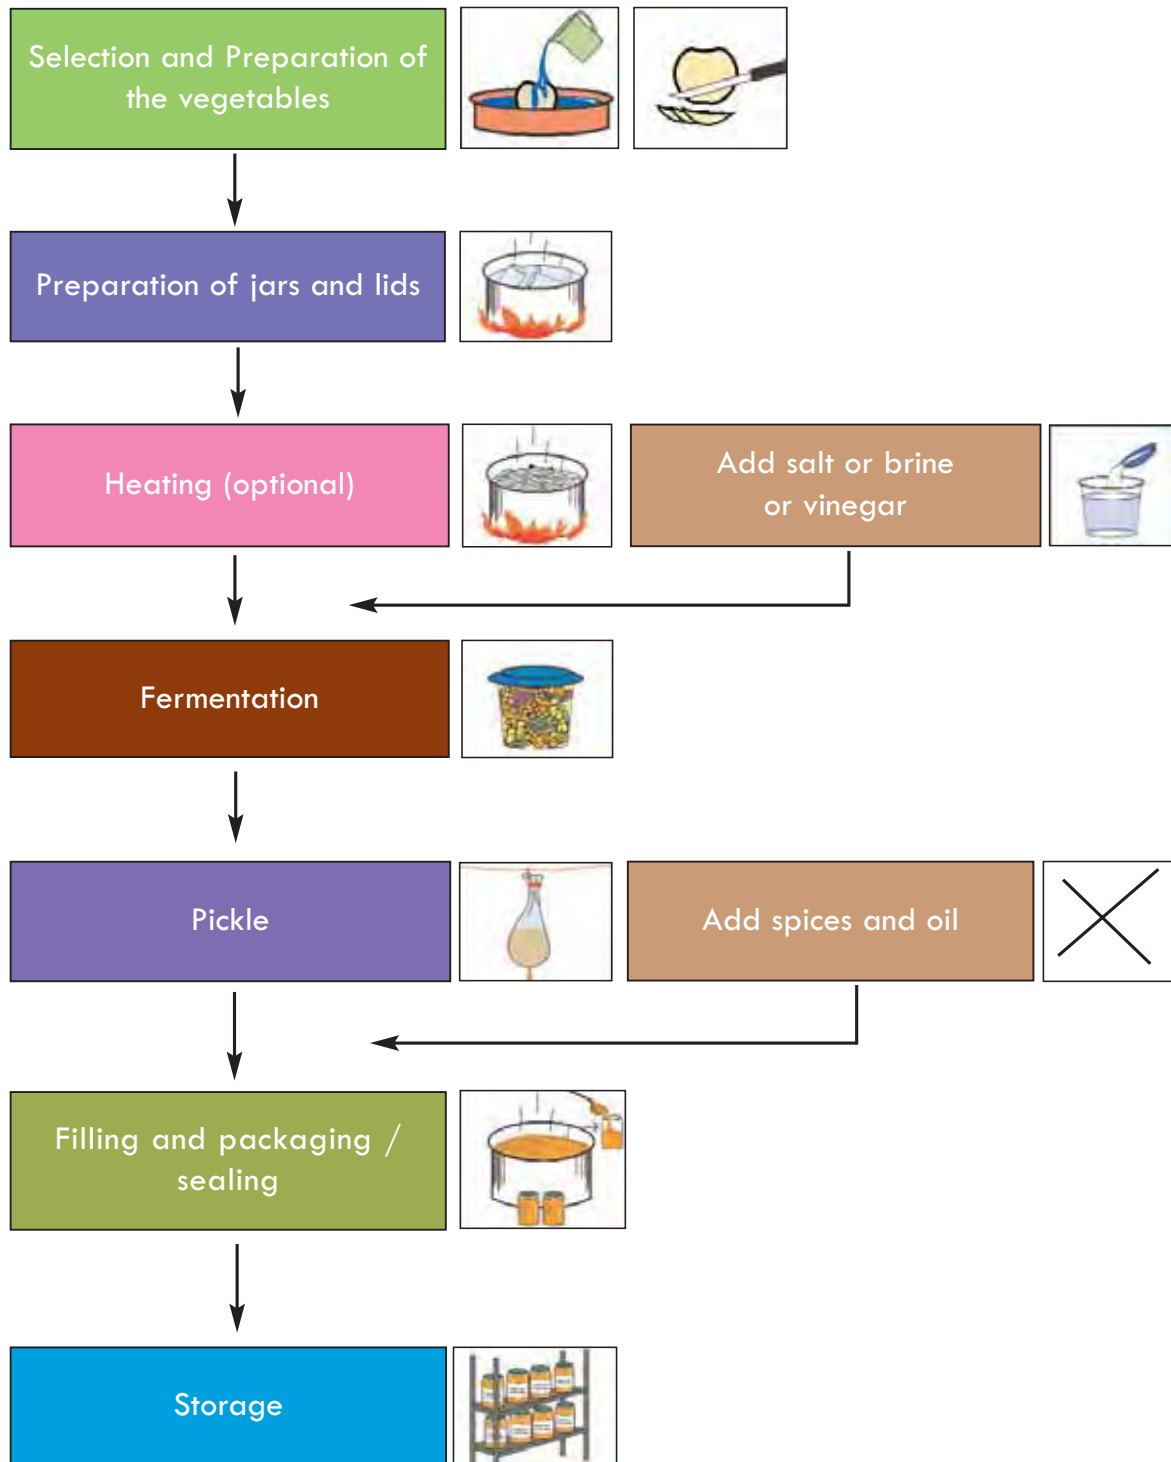 Selection and Preparation of
the vegetables
Preparation of jars and lids
Heating (optional)
Add salt or brine
or vinegar
Fermentation
Pickle
Add spices and oil
Filling and packaging /
sealing
Storage